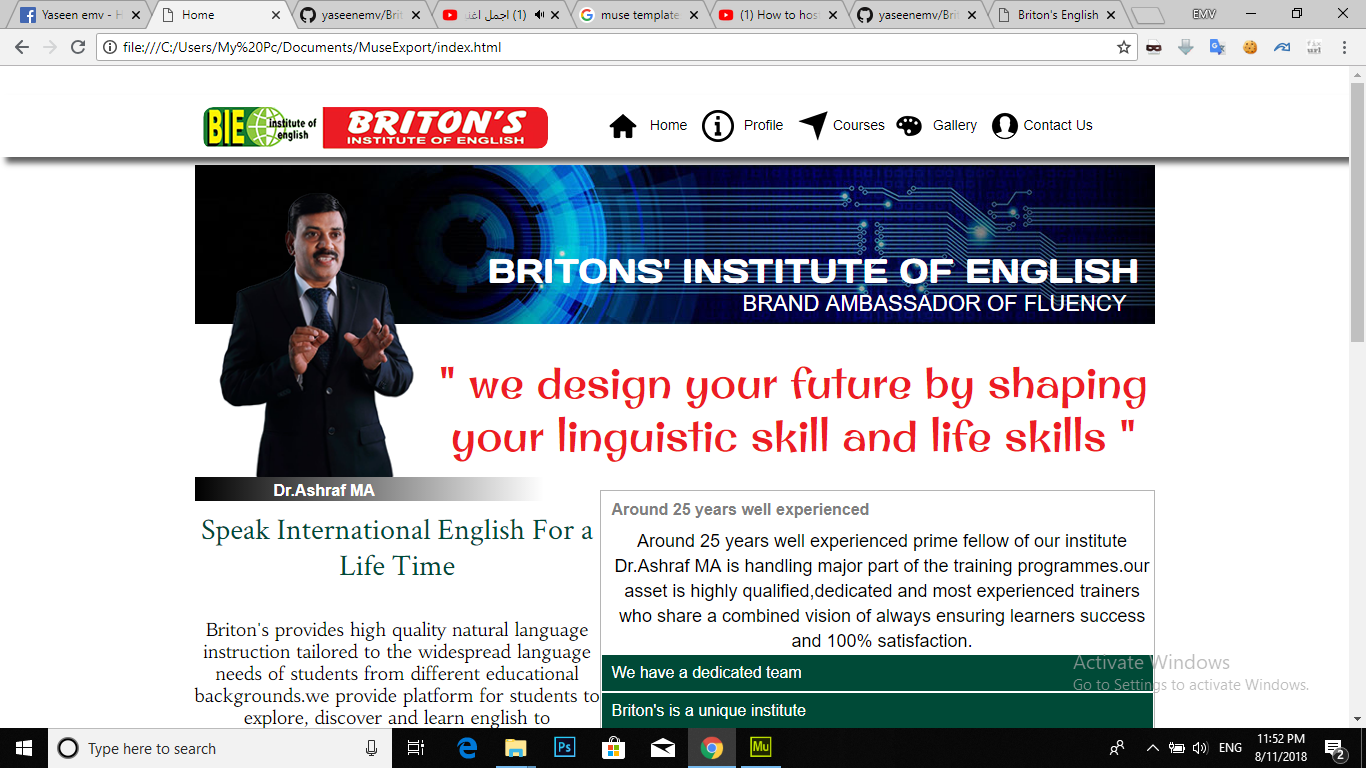 Yaseen emv - H
Home
yaseenemv/Brit
(1) اجمل اغن
muse template
(1) How to host
yaseenemv/Brit
Briton's English
EMV
file:///C:/Users/My%20Pc/Documents/MuseExport/index.html
BIE institute of english
BRITON'S
INSTITUTE OF ENGLISH
Home
Profile
Courses
Gallery
Contact Us
BRITONS' INSTITUTE OF ENGLISH
BRAND AMBASSADOR OF FLUENCY
" we design your future by shaping
your linguistic skill and life skills "
Dr.Ashraf MA
Speak International English For a
Life Time
Briton's provides high quality natural language
instruction tailored to the widespread language
needs of students from different educational
backgrounds.we provide platform for students to
explore, discover and learn english to
Around 25 years well experienced
Around 25 years well experienced prime fellow of our institute
Dr.Ashraf MA is handling major part of the training programmes.our
asset is highly qualified,dedicated and most experienced trainers
who share a combined vision of always ensuring learners success
and 100% satisfaction.
We have a dedicated team
Briton's is a unique institute
Activate Windows
Go to Settings to activate Windows.
Type here to search
Ps
Mu
ENG
11:52 PM
8/11/2018
2